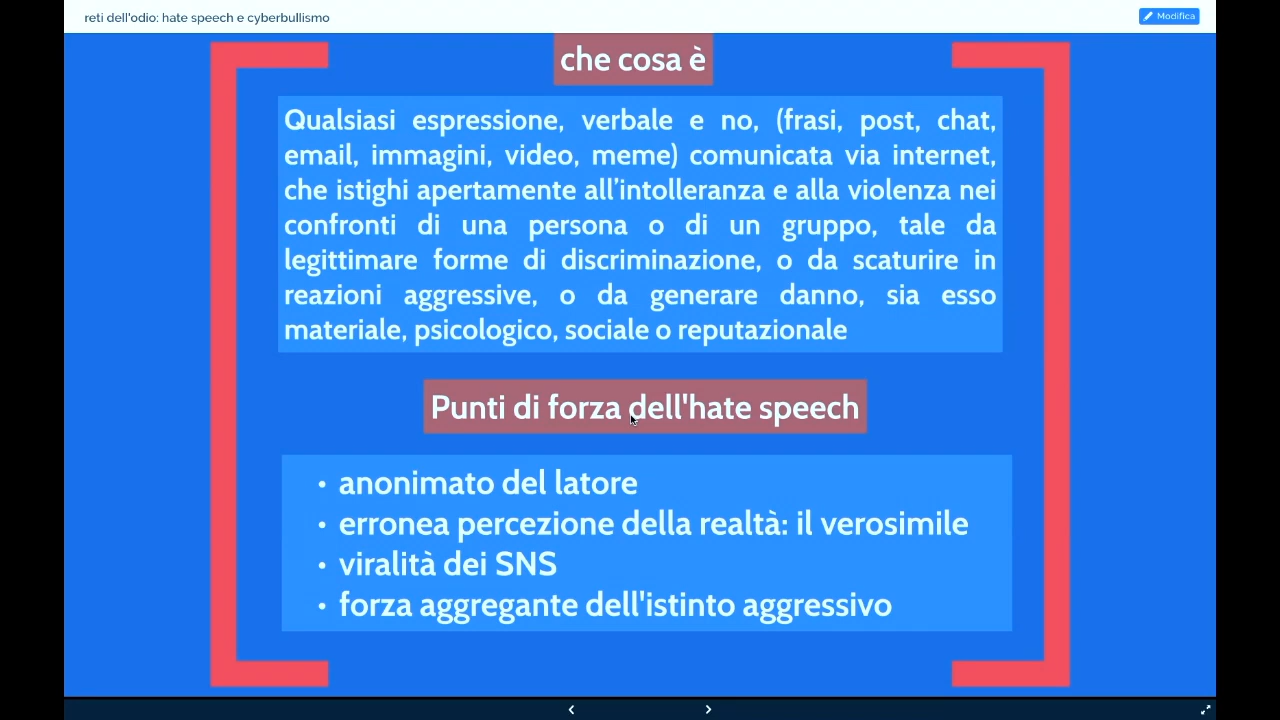 reti dell'odio: hate speech e cyberbullismo
Modifica
che cosa è
Qualsiasi espressione, verbale e no, (frasi, post, chat,
email, immagini, video, meme) comunicata via internet,
che istighi apertamente all’intolleranza e alla violenza nei
confronti di una persona o di un gruppo, tale da
legittimare forme di discriminazione, o da scaturire in
reazioni aggressive, o da generare danno, sia esso
materiale, psicologico, sociale o reputazionale
Punti di forza dell'hate speech
• anonimato del latore
• erronea percezione della realtà: il verosimile
• viralità dei SNS
• forza aggregante dell'istinto aggressivo